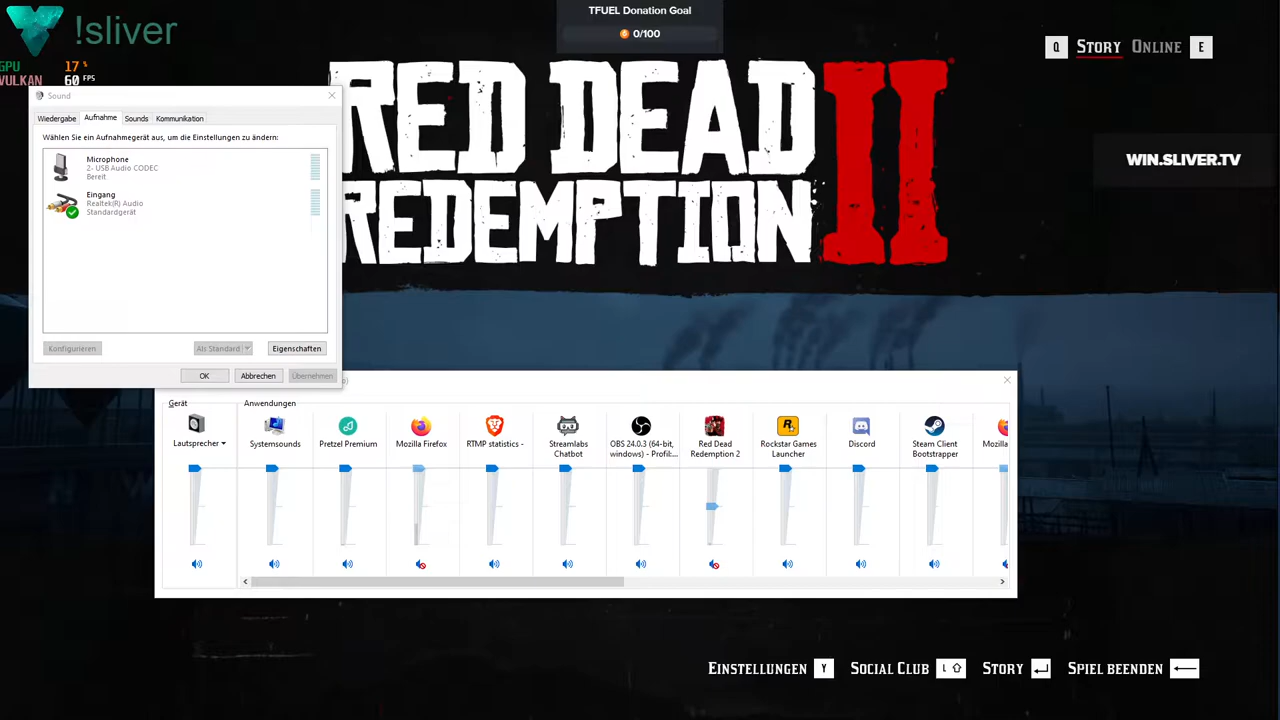 !sliver
TFUEL Donation Goal
0/100
GPU 17 %
VULKAN 60 FPS
Q STORY ONLINE E
RED DEAD
REDEMPTION
II
WIN.SLIVER.TV
Sound
Wiedergabe Aufnahme Sounds Kommunikation
Wählen Sie ein Aufnahmegerät aus, um die Einstellungen zu ändern:
Microphone
2- USB Audio CODEC
Bereit
Eingang
Realtek(R) Audio
Standardgerät
Konfigurieren Als Standard Eigenschaften
OK Abbrechen Übernehmen
Gerät
Anwendungen
Lautsprecher
Systemsounds
Pretzel Premium
Mozilla Firefox
RTMP statistics -
Streamlabs
Chatbot
OBS 24.0.3 (64-bit,
windows) - Profil:...
Red Dead
Redemption 2
Rockstar Games
Launcher
Discord
Steam Client
Bootstrapper
Mozilla
EINSTELLUNGEN Y SOCIAL CLUB L STORY SPIEL BEENDEN